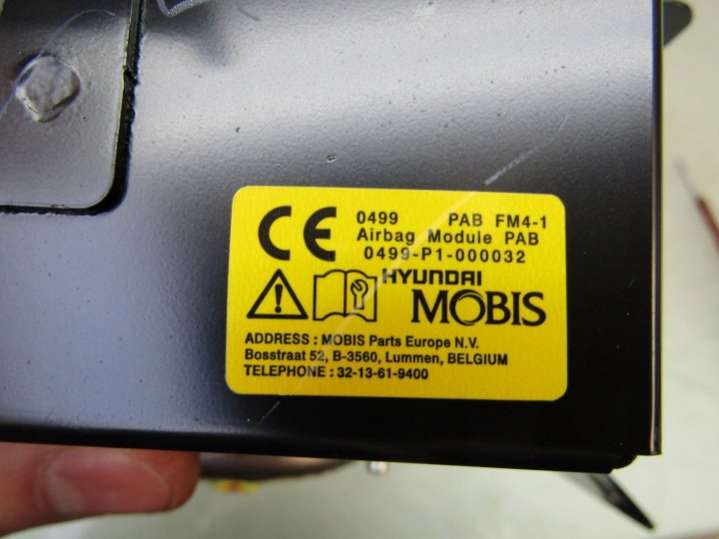 CE 0499 PAB FM4-1
Airbag Module PAB
0499-P1-000032
HYUNDAI
MOBIS
ADDRESS : MOBIS Parts Europe N.V.
Bosstraat 52, B-3560, Lummen, BELGIUM
TELEPHONE : 32-13-61-9400